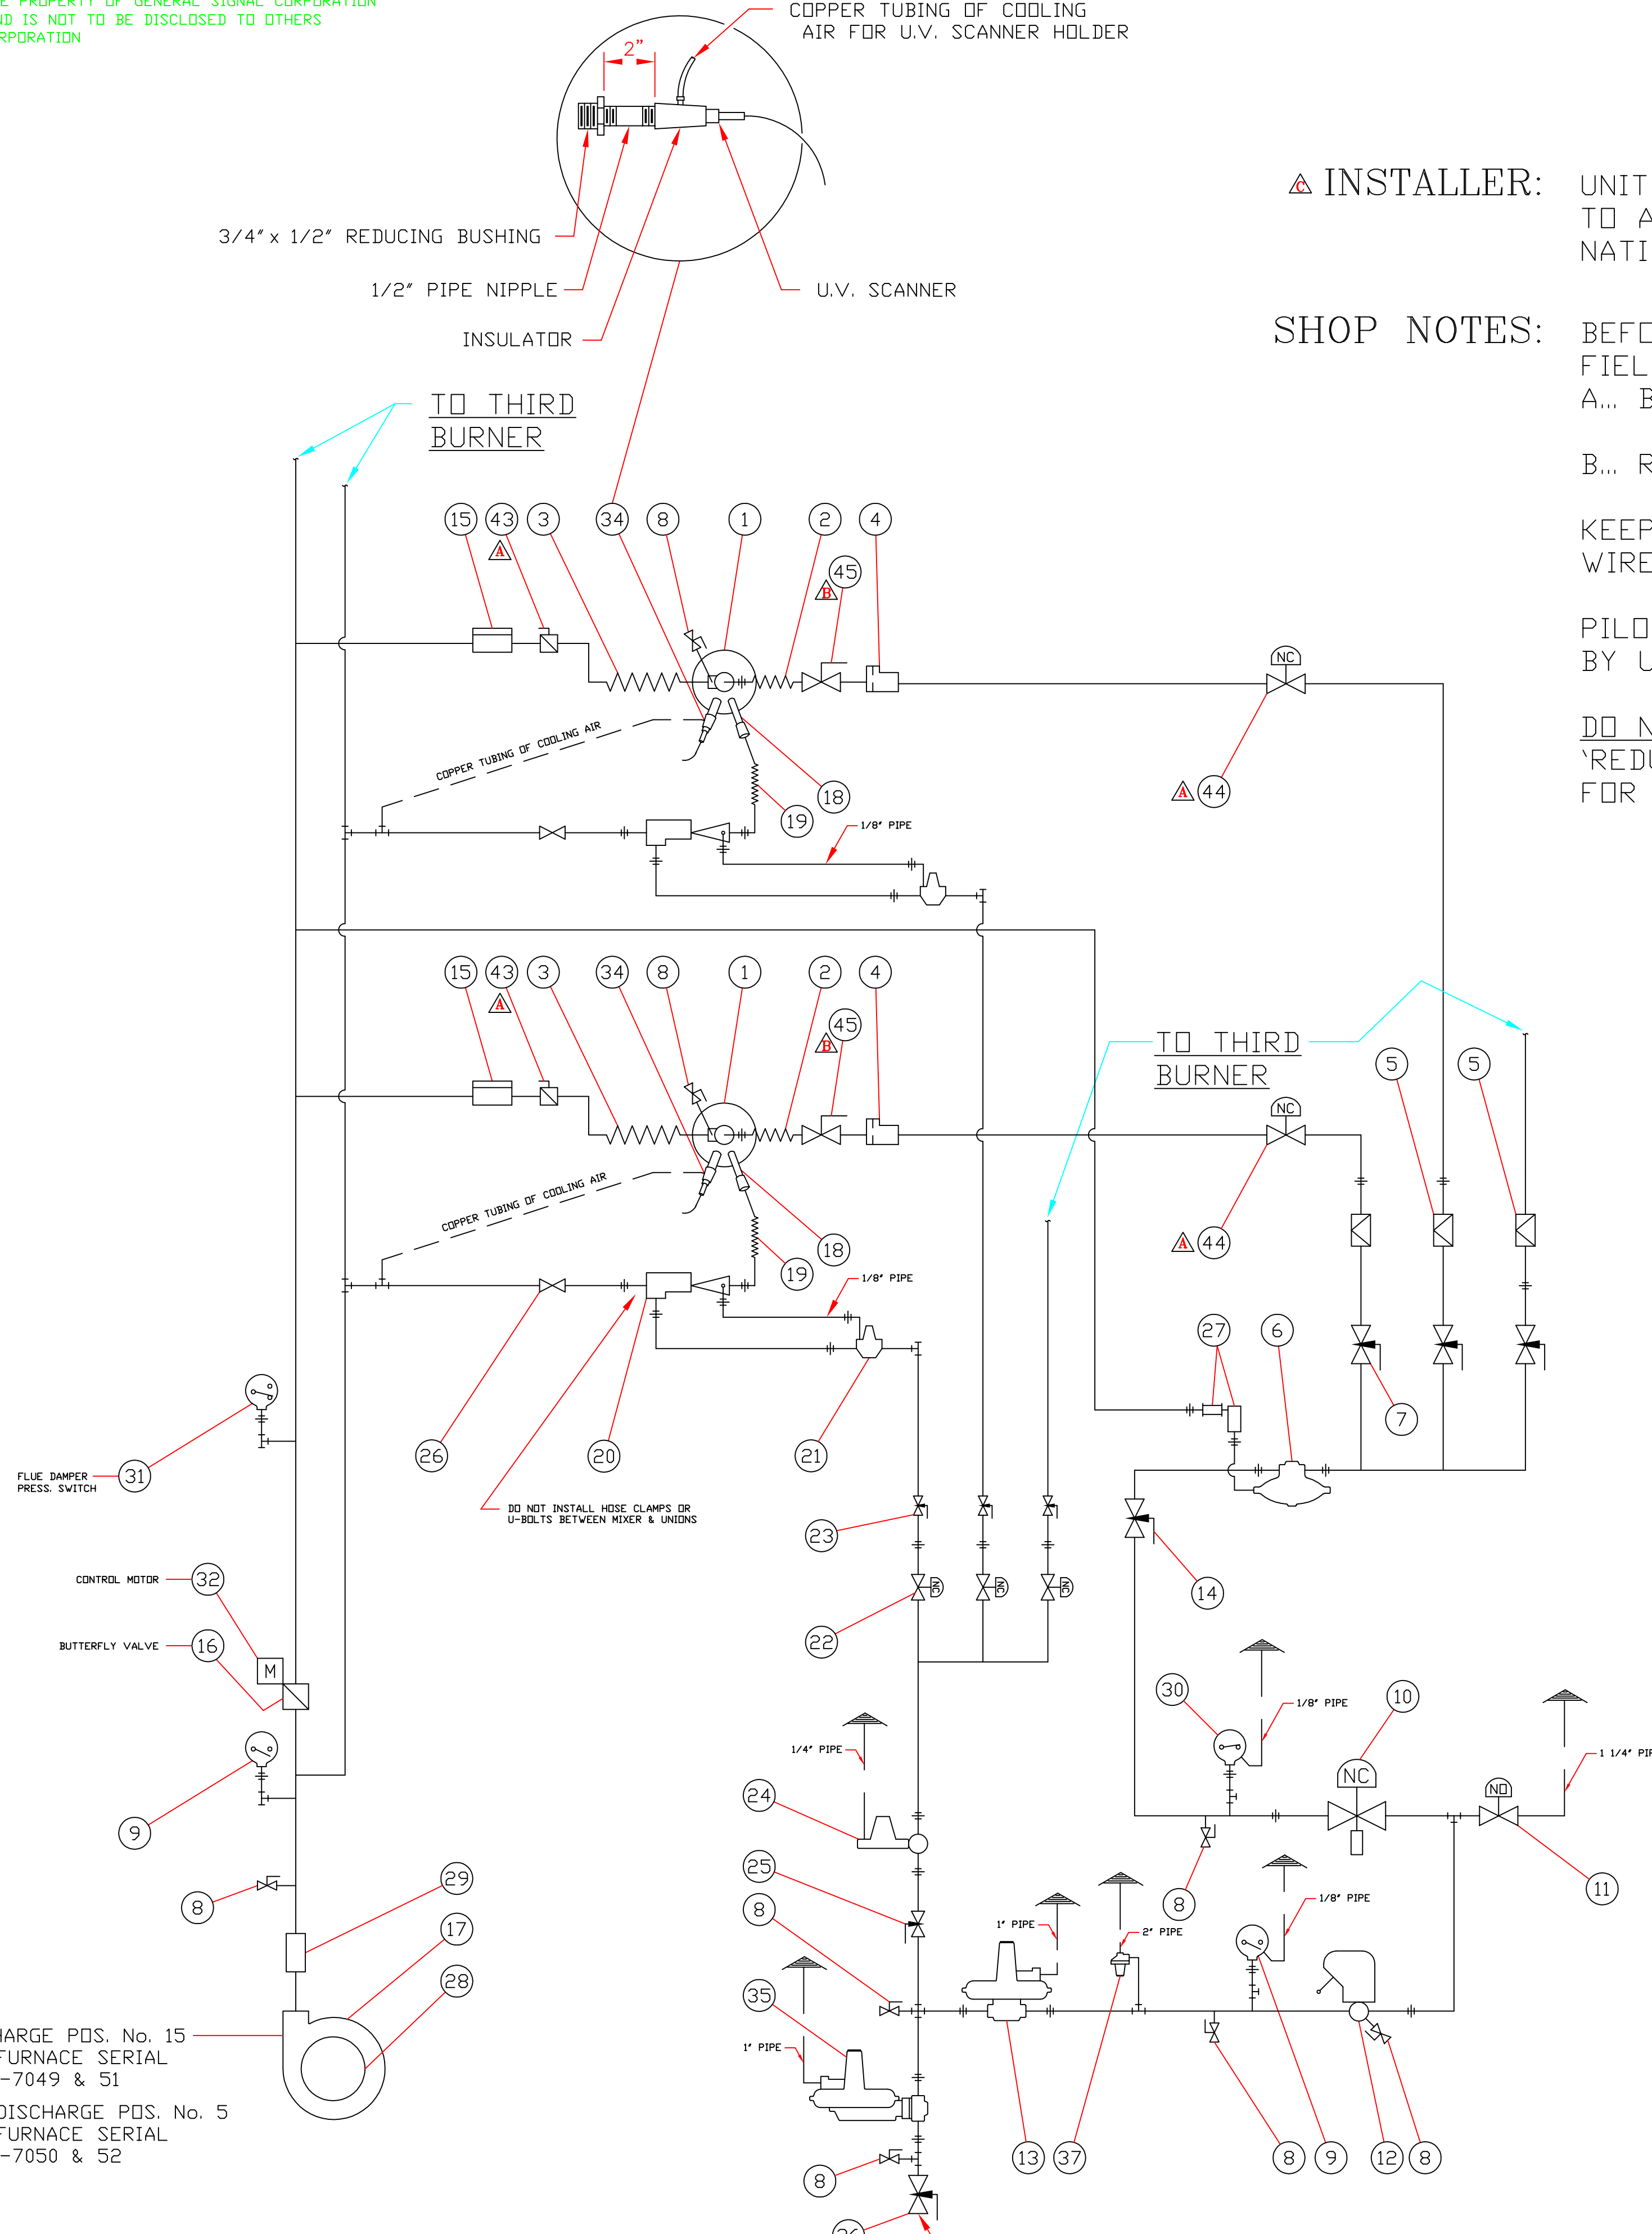 E PROPERTY OF GENERAL SIGNAL CORPORATION
ND IS NOT TO BE DISCLOSED TO OTHERS
RPORATION
COPPER TUBING OF COOLING
AIR FOR U.V. SCANNER HOLDER
2"
3/4" x 1/2" REDUCING BUSHING
1/2" PIPE NIPPLE
U.V. SCANNER
INSULATOR
C INSTALLER:
UNIT
TO A
NATI
SHOP NOTES:
BEFO
FIEL
A... B
B... R
KEEP
WIRE
PILO
BY U
DO N
'REDU
FOR
TO THIRD
BURNER
15 43 3 34 8 1 2 4
A
45
B
NC
COPPER TUBING OF COOLING AIR
18
19
A 44
1/8" PIPE
15 43 3 34 8 1 2 4
A
45
B
TO THIRD
BURNER
5 5
NC
COPPER TUBING OF COOLING AIR
18
19
A 44
1/8" PIPE
27 6
7
26 20 21
FLUE DAMPER
PRESS. SWITCH
31
DO NOT INSTALL HOSE CLAMPS OR
U-BOLTS BETWEEN MIXER & UNIONS
23
14
CONTROL MOTOR
32
NC NC NC
22
BUTTERFLY VALVE
16
M
30
1/8" PIPE
10
1/4" PIPE
1 1/4" PI
NC
NO
24
9
25
8
29
8
8
11
1/8" PIPE
17
1" PIPE
2" PIPE
28
35
HARGE POS. No. 15
FURNACE SERIAL
-7049 & 51
1" PIPE
DISCHARGE POS. No. 5
FURNACE SERIAL
-7050 & 52
13 37 8 9 12 8
8